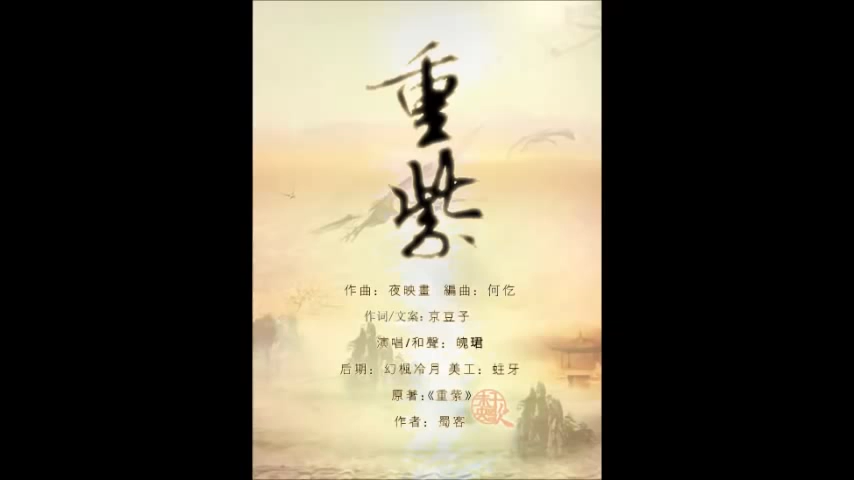 重紫
作曲：夜映畫 編曲：何仡
作词/文案：京豆子
演唱/和聲：魄珺
后期：幻楓冷月 美工：蛀牙
原著：《重紫》
作者：蜀客